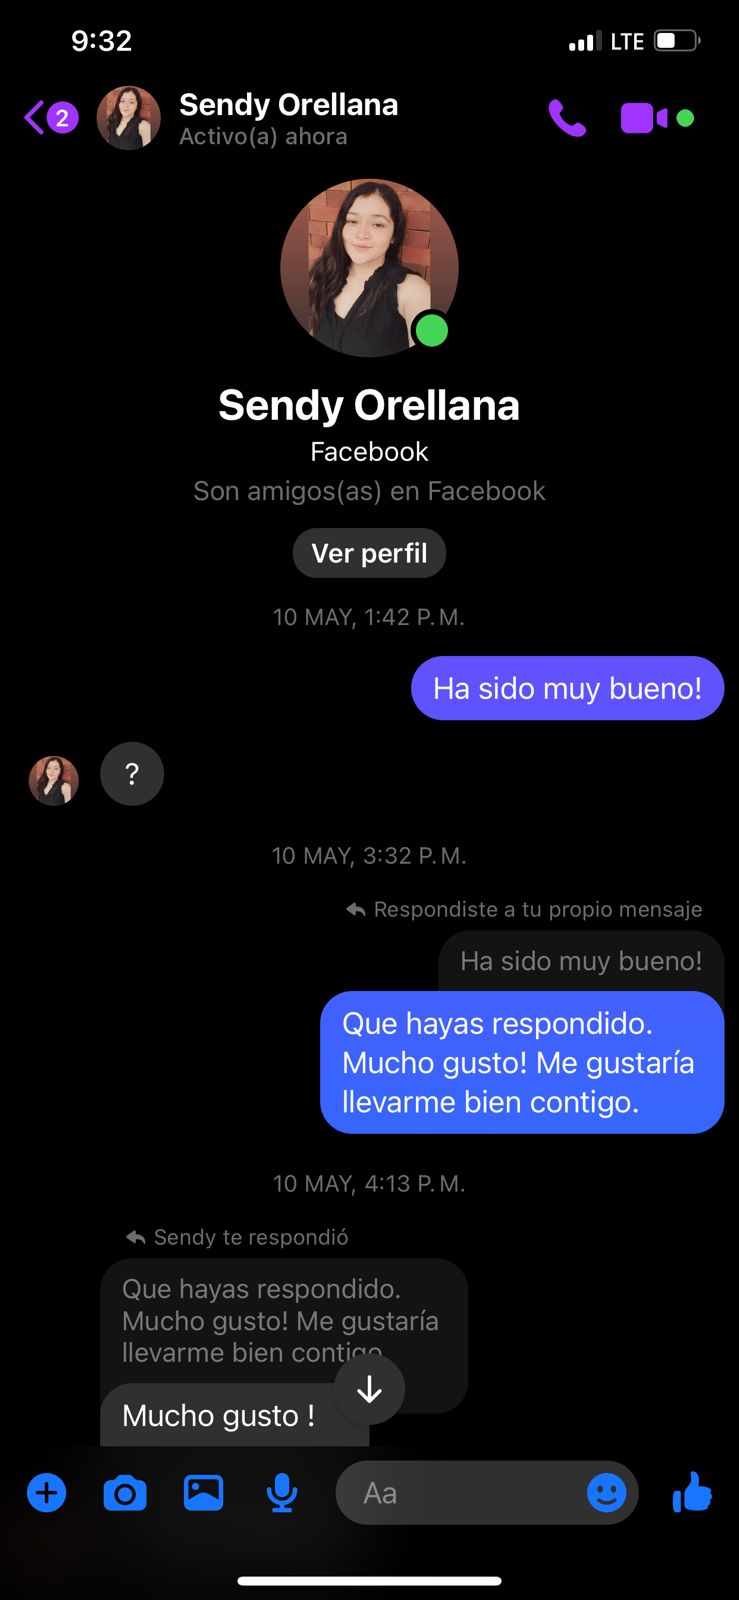 9:32
LTE
2
Sendy Orellana
Activo(a) ahora
Sendy Orellana
Facebook
Son amigos(as) en Facebook
Ver perfil
10 MAY, 1:42 P. M.
Ha sido muy bueno!
?
10 MAY, 3:32 P. M.
Respondiste a tu propio mensaje
Ha sido muy bueno!
Que hayas respondido.
Mucho gusto! Me gustaría
llevarme bien contigo.
10 MAY, 4:13 P. M.
Sendy te respondió
Que hayas respondido.
Mucho gusto! Me gustaría
llevarme bien contigo
Mucho gusto !
Aa